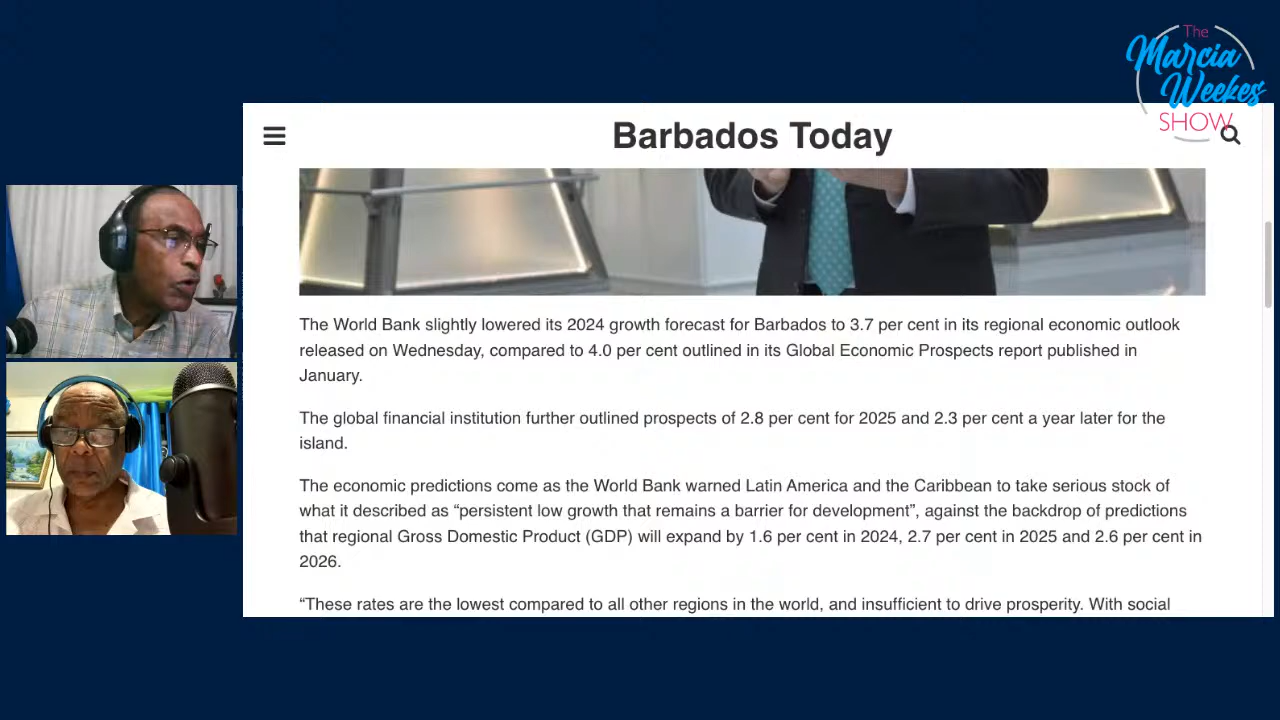 The
Marcia
Weekes
SHOW
Barbados Today
The World Bank slightly lowered its 2024 growth forecast for Barbados to 3.7 per cent in its regional economic outlook
released on Wednesday, compared to 4.0 per cent outlined in its Global Economic Prospects report published in
January.
The global financial institution further outlined prospects of 2.8 per cent for 2025 and 2.3 per cent a year later for the
island.
The economic predictions come as the World Bank warned Latin America and the Caribbean to take serious stock of
what it described as “persistent low growth that remains a barrier for development”, against the backdrop of predictions
that regional Gross Domestic Product (GDP) will expand by 1.6 per cent in 2024, 2.7 per cent in 2025 and 2.6 per cent in
2026.
“These rates are the lowest compared to all other regions in the world, and insufficient to drive prosperity. With social